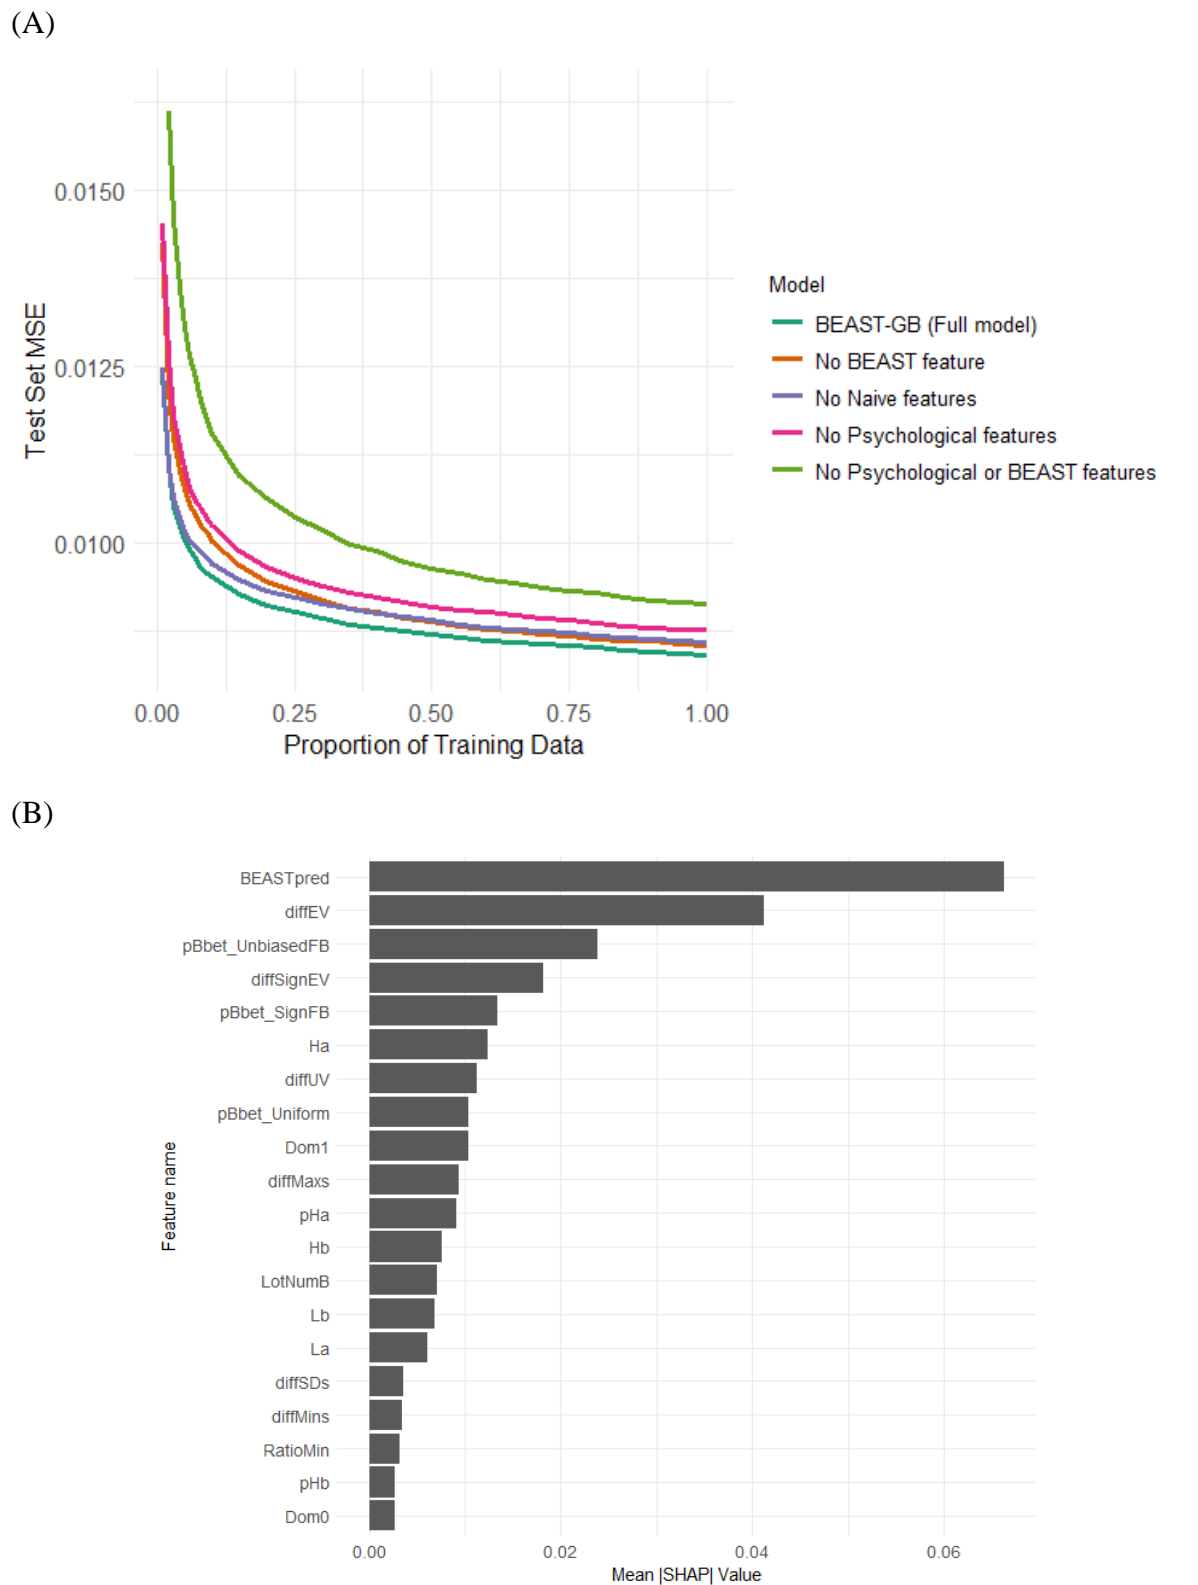 (A)
0.0150
0.0125
0.0100
Test Set MSE
0.00 0.25 0.50 0.75 1.00
Proportion of Training Data
Model
BEAST-GB (Full model)
No BEAST feature
No Naive features
No Psychological features
No Psychological or BEAST features
(B)
Feature name
BEASTpred
diffEV
pBbet_UnbiasedFB
diffSignEV
pBbet_SignFB
Ha
diffUV
pBbet_Uniform
Dom1
diffMaxs
pHa
Hb
LotNumB
Lb
La
diffSDs
diffMins
RatioMin
pHb
Dom0
0.00 0.02 0.04 0.06
Mean |SHAP| Value